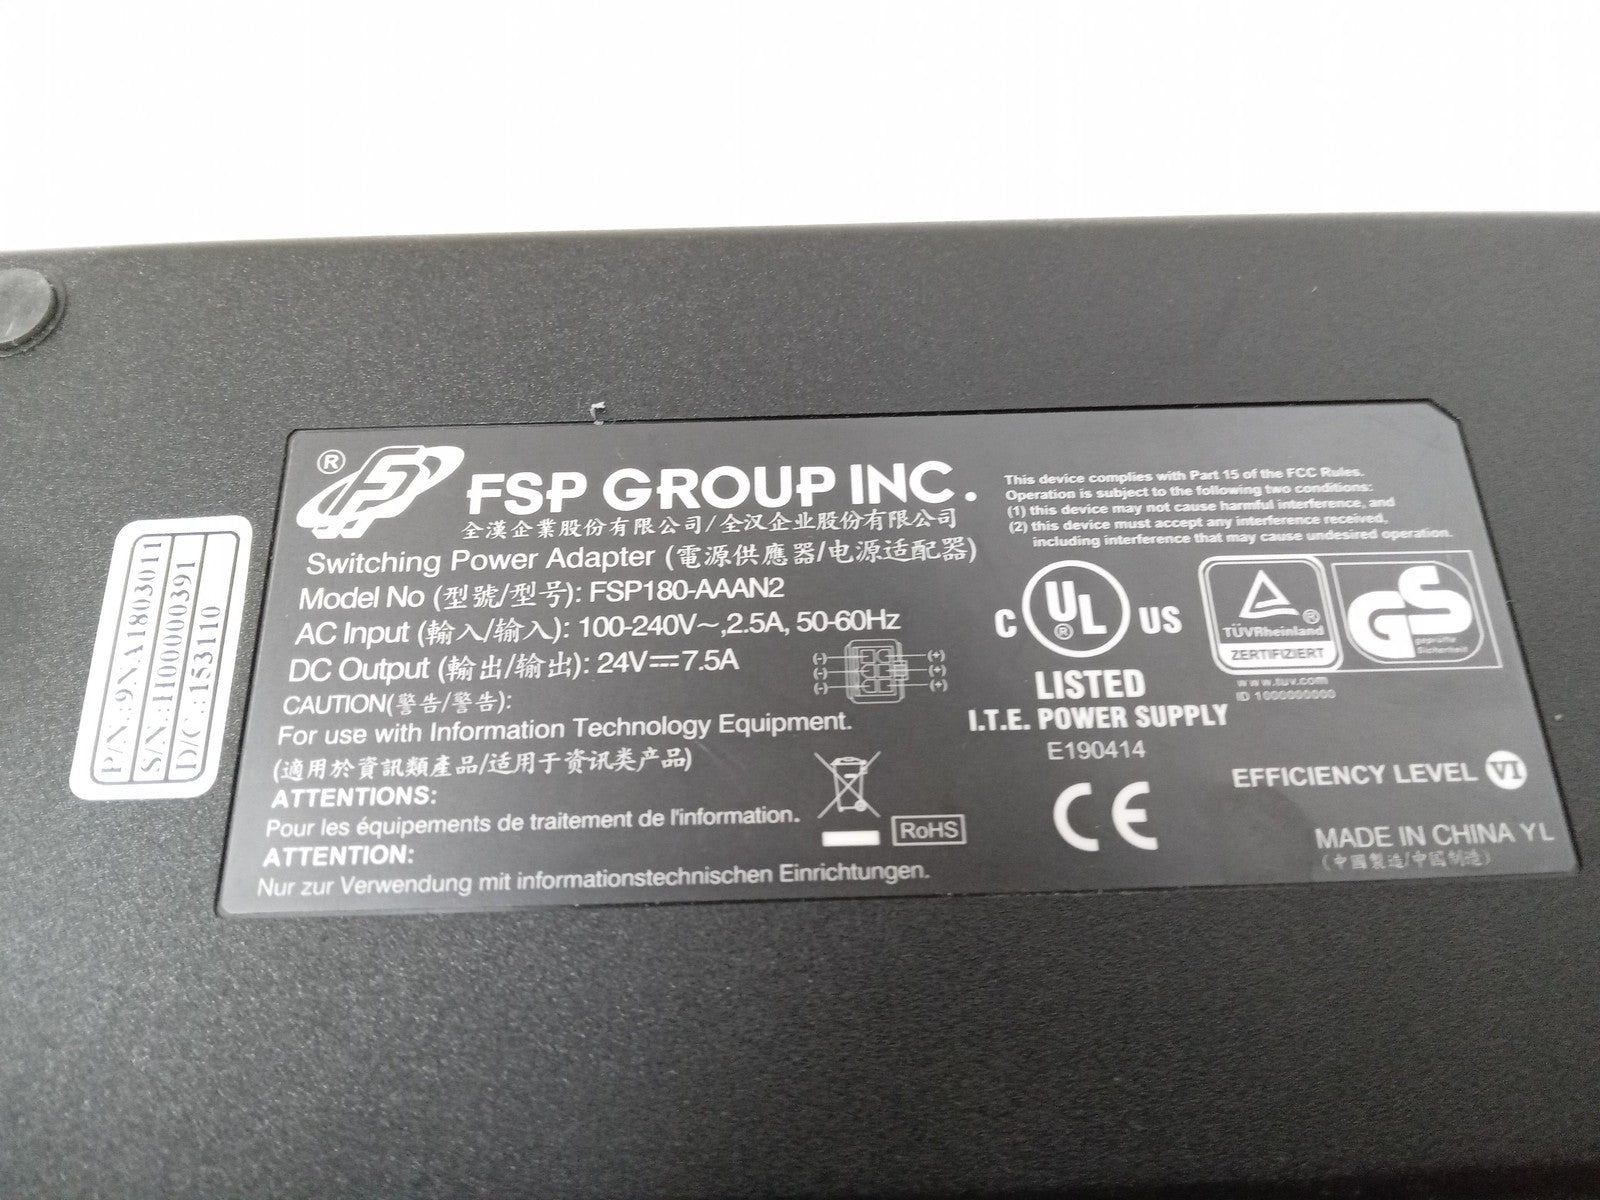 P/N.:9NA1803011
S/N.:H00000391
D/C:153110
® FSP GROUP INC.
全漢企業股份有限公司/全汉企业股份有限公司
Switching Power Adapter (電源供應器/电源适配器)
Model No (型號/型号): FSP180-AAAN2
AC Input (輸入/输入): 100-240V~,2.5A, 50-60Hz
DC Output (輸出/输出): 24V⎓7.5A
(-) (+)
(-) (+)
(-) (+)
CAUTION(警告/警告):
For use with Information Technology Equipment.
(適用於資訊類產品/适用于资讯类产品)
ATTENTIONS:
Pour les équipements de traitement de l'information.
ATTENTION:
Nur zur Verwendung mit informationstechnischen Einrichtungen.
RoHS
This device complies with Part 15 of the FCC Rules.
Operation is subject to the following two conditions:
(1) this device may not cause harmful interference, and
(2) this device must accept any interference received,
including interference that may cause undesired operation.
C UL ® US
LISTED
I.T.E. POWER SUPPLY
E190414
CE
TÜVRheinland ®
ZERTIFIZIERT
GS
geprüfte
Sicherheit
www.tuv.com
ID 1000000000
EFFICIENCY LEVEL VI
MADE IN CHINA YL
(中國製造/中国制造)